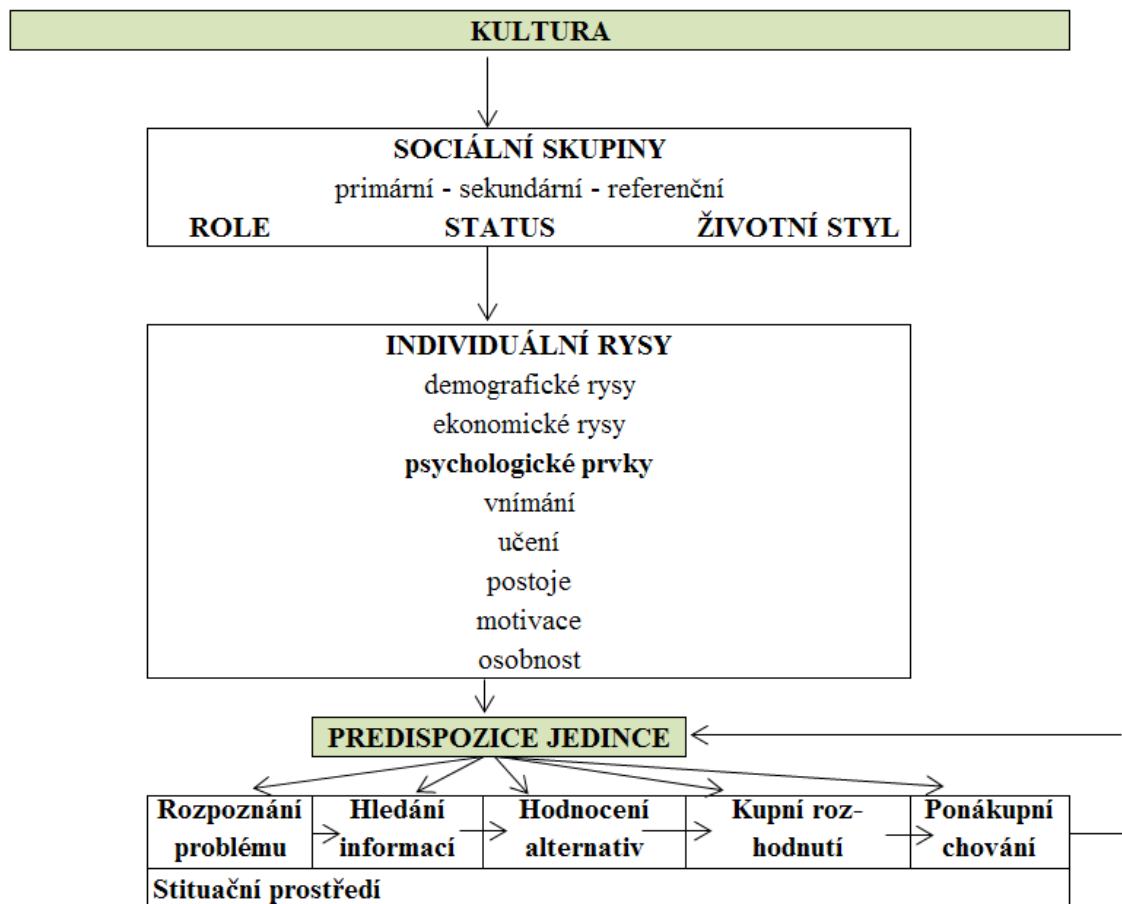 KULTURA
SOCIÁLNÍ SKUPINY
primární - sekundární - referenční
ROLE STATUS ŽIVOTNÍ STYL
INDIVIDUÁLNÍ RYSY
demografické rysy
ekonomické rysy
psychologické prvky
vnímání
učení
postoje
motivace
osobnost
PREDISPOZICE JEDINCE
Rozpoznání
problému
Hledání
informací
Hodnocení
alternativ
Kupní roz-
hodnutí
Ponákupní
chování
Stituační prostředí